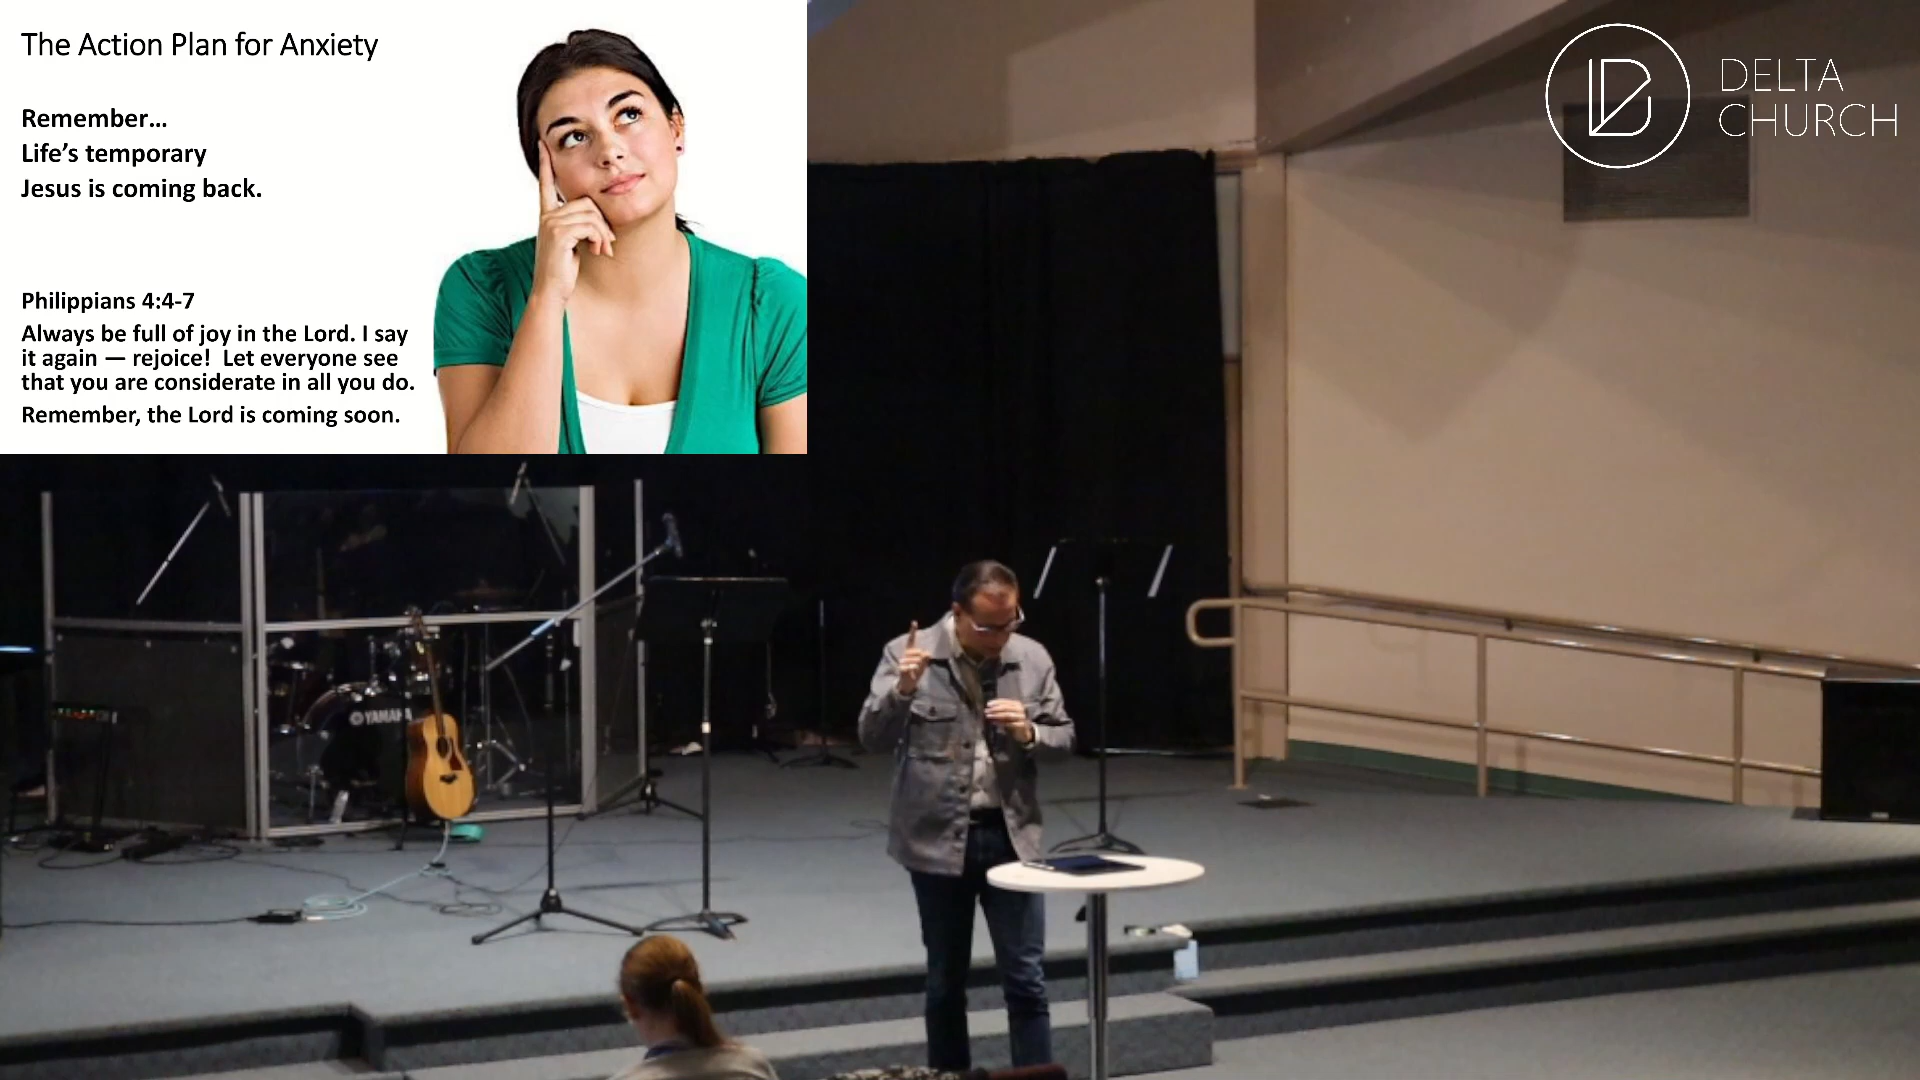 The Action Plan for Anxiety
Remember...
Life's temporary
Jesus is coming back.
Philippians 4:4-7
Always be full of joy in the Lord. I say
it again — rejoice!  Let everyone see
that you are considerate in all you do.
Remember, the Lord is coming soon.
DELTA
CHURCH
YAMAHA